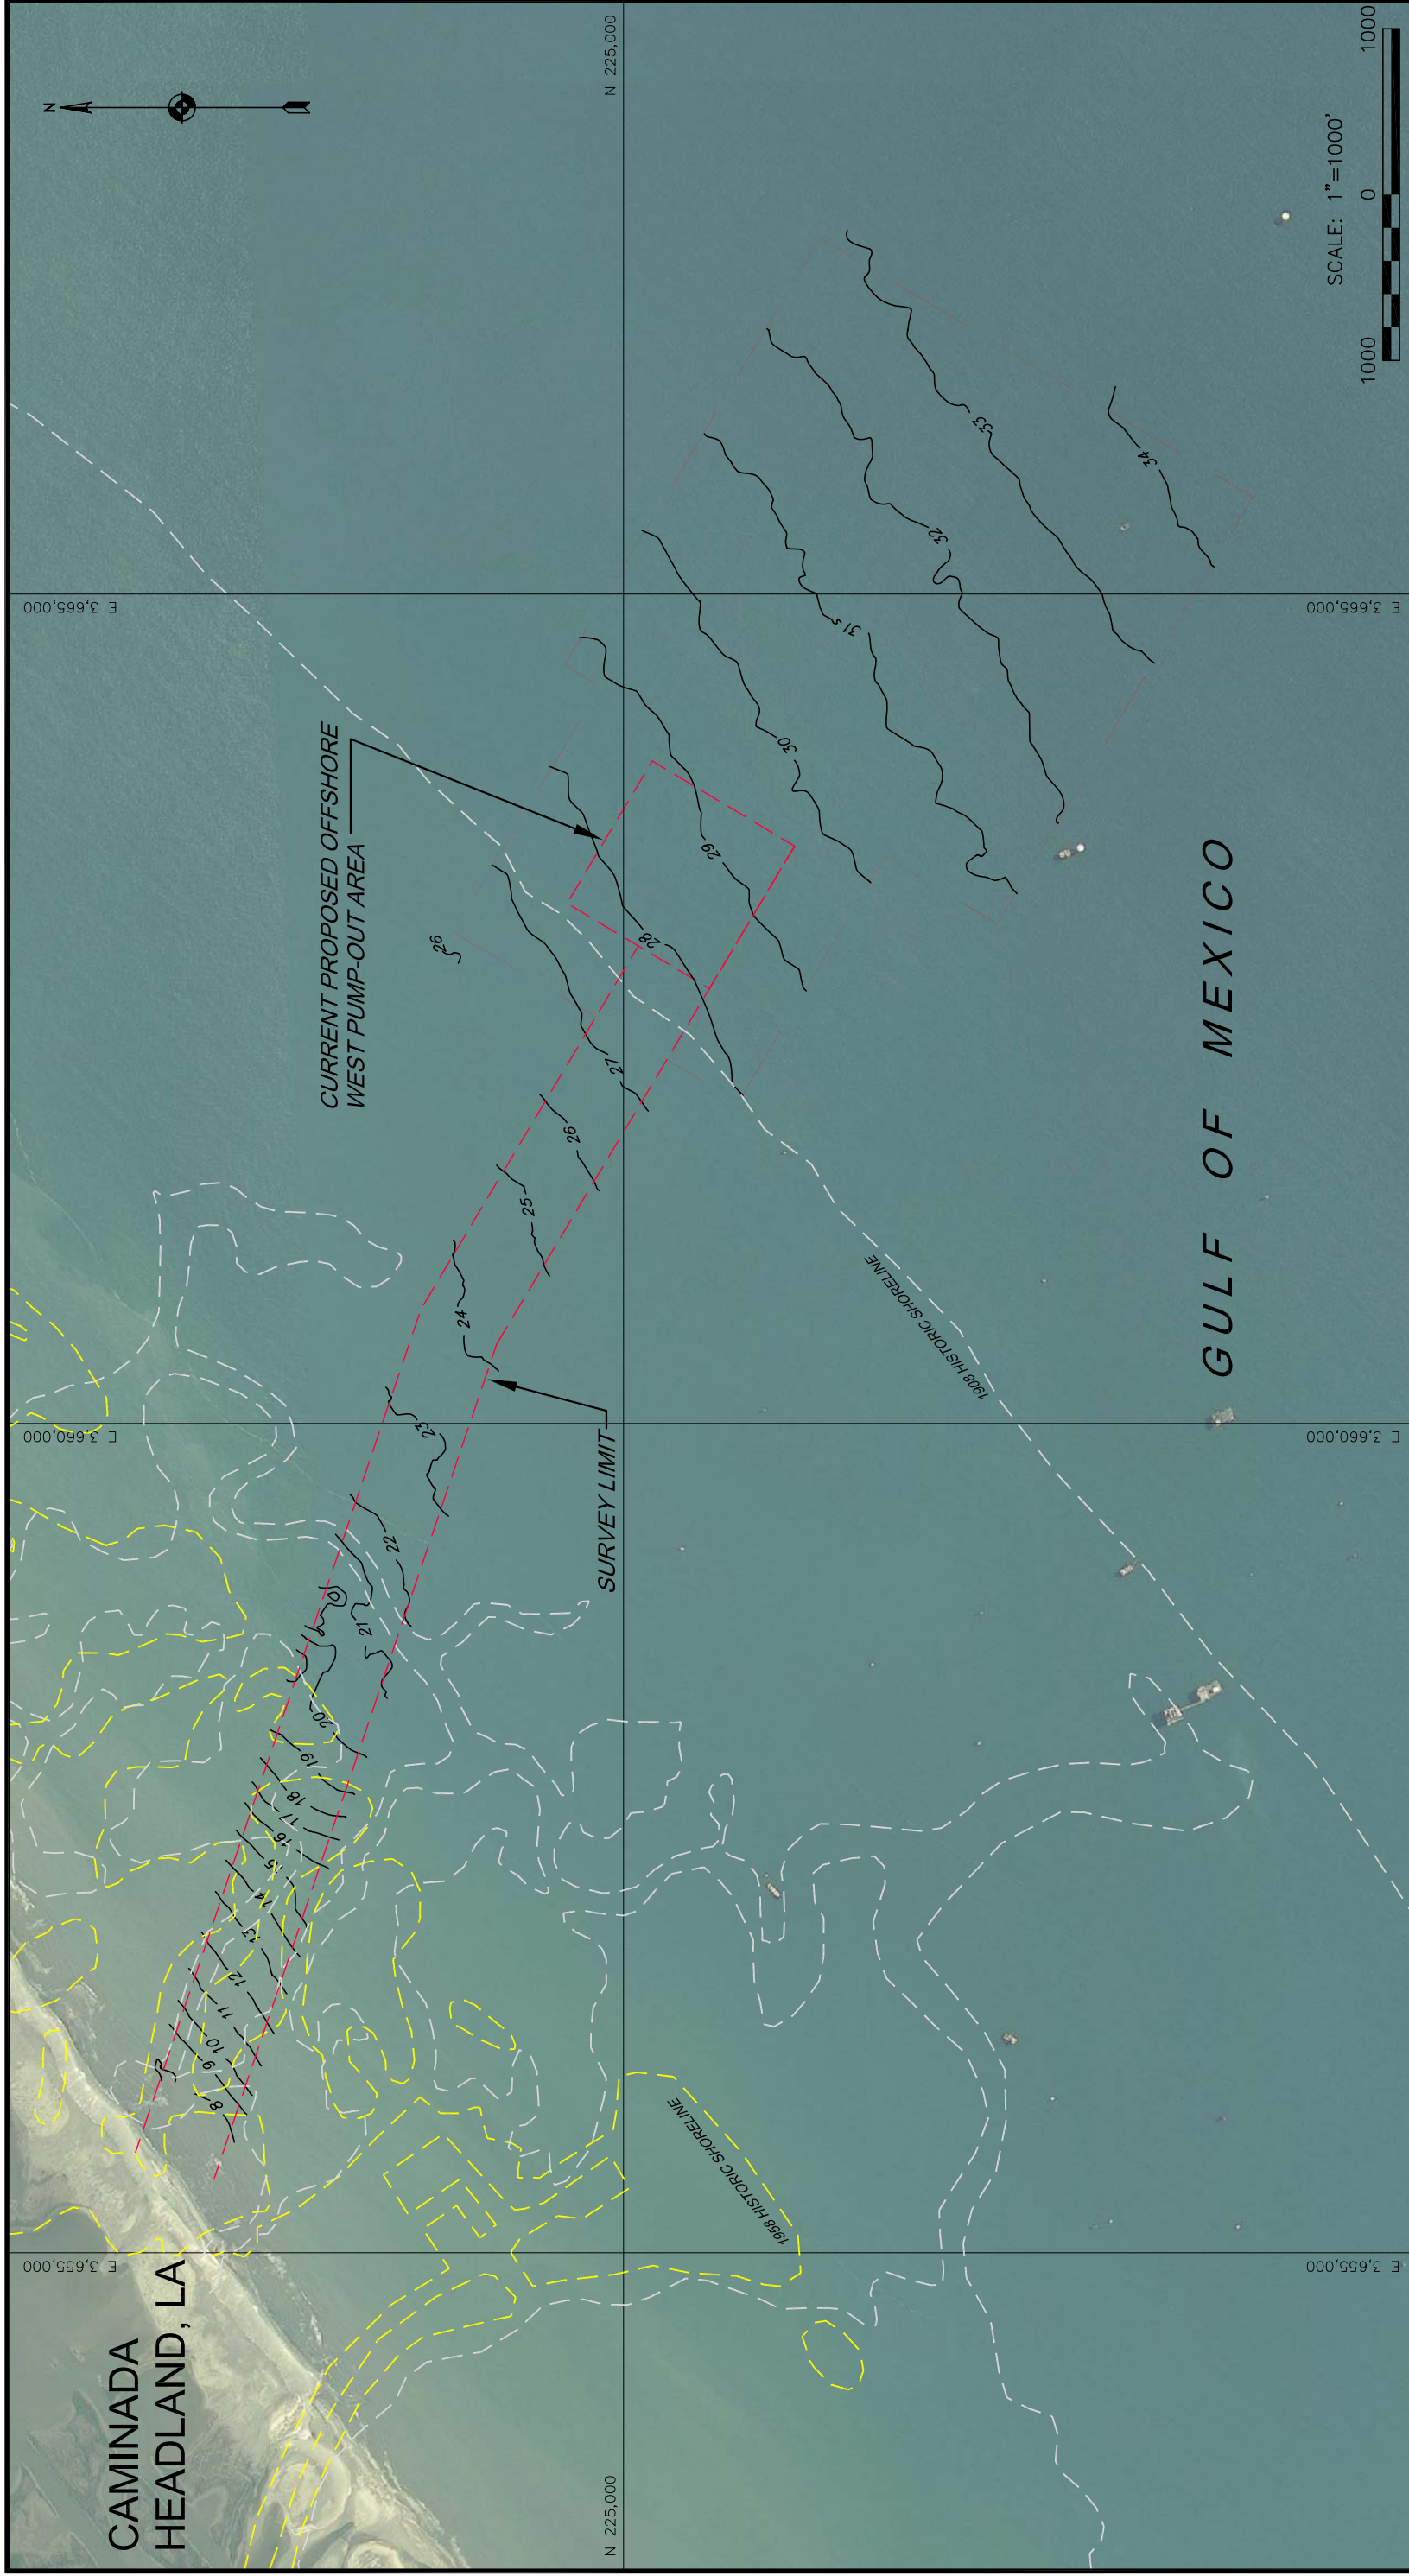 CAMINADA
HEADLAND, LA
E 3,655,000
E 3,660,000
E 3,665,000
N
CURRENT PROPOSED OFFSHORE
WEST PUMP-OUT AREA
SURVEY LIMIT
8
9
10
11
12
13
14
15
16
17
18
19
20
21
22
23
24
25
26
27
26
28
29
30
31
32
33
34
N 225,000
N 225,000
1958 HISTORIC SHORELINE
1908 HISTORIC SHORELINE
GULF OF MEXICO
SCALE: 1"=1000'
1000
0
1000
E 3,655,000
E 3,660,000
E 3,665,000